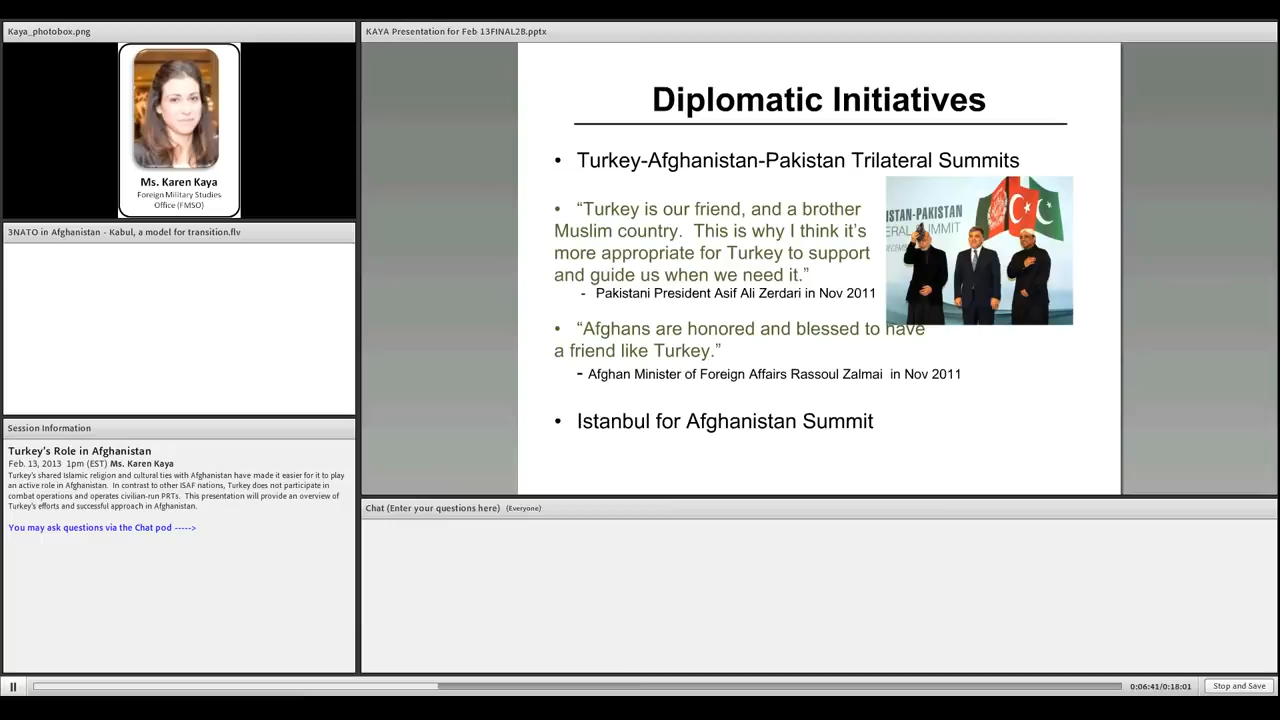 Kaya_photobox.png
Ms. Karen Kaya
Foreign Military Studies
Office (FMSO)
3NATO in Afghanistan - Kabul, a model for transition.flv
Session Information
Turkey's Role in Afghanistan
Feb. 13, 2013 1pm (EST) Ms. Karen Kaya
Turkey's shared Islamic religion and cultural ties with Afghanistan have made it easier for it to play
an active role in Afghanistan. In contrast to other ISAF nations, Turkey does not participate in
combat operations and operates civilian-run PRTs. This presentation will provide an overview of
Turkey's efforts and successful approach in Afghanistan.
You may ask questions via the Chat pod ----->
KAYA Presentation for Feb 13FINAL2B.pptx
Diplomatic Initiatives
• Turkey-Afghanistan-Pakistan Trilateral Summits
• “Turkey is our friend, and a brother
Muslim country. This is why I think it’s
more appropriate for Turkey to support
and guide us when we need it.”
- Pakistani President Asif Ali Zerdari in Nov 2011
ISTAN-PAKISTAN
ERAL SUMMIT
• “Afghans are honored and blessed to have
a friend like Turkey.”
- Afghan Minister of Foreign Affairs Rassoul Zalmai in Nov 2011
• Istanbul for Afghanistan Summit
Chat (Enter your questions here) (Everyone)
0:06:41/0:18:01
Stop and Save